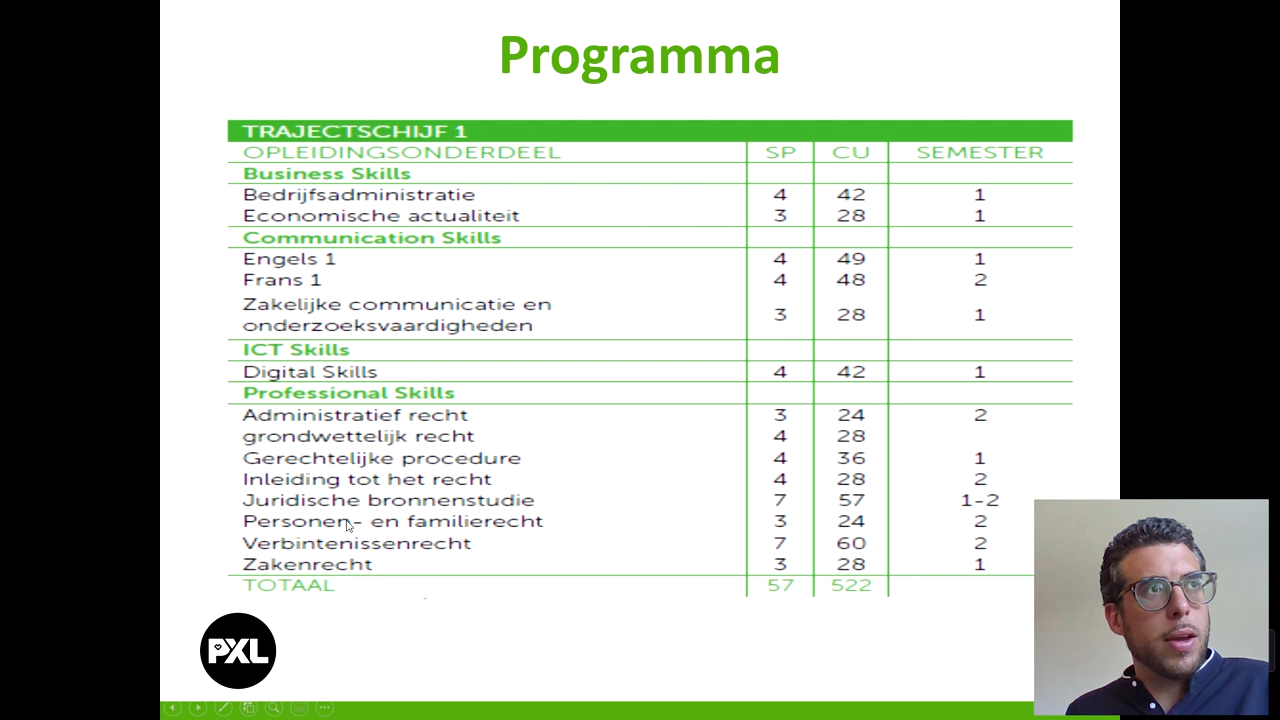 Programma
TRAJECTSCHIJF 1
OPLEIDINGSONDERDEEL SP CU SEMESTER
Business Skills
Bedrijfsadministratie 4 42 1
Economische actualiteit 3 28 1
Communication Skills
Engels 1 4 49 1
Frans 1 4 48 2
Zakelijke communicatie en
onderzoeksvaardigheden 3 28 1
ICT Skills
Digital Skills 4 42 1
Professional Skills
Administratief recht 3 24 2
grondwettelijk recht 4 28
Gerechtelijke procedure 4 36 1
Inleiding tot het recht 4 28 2
Juridische bronnenstudie 7 57 1-2
Personen- en familierecht 3 24 2
Verbintenissenrecht 7 60 2
Zakenrecht 3 28 1
TOTAAL 57 522
PXL